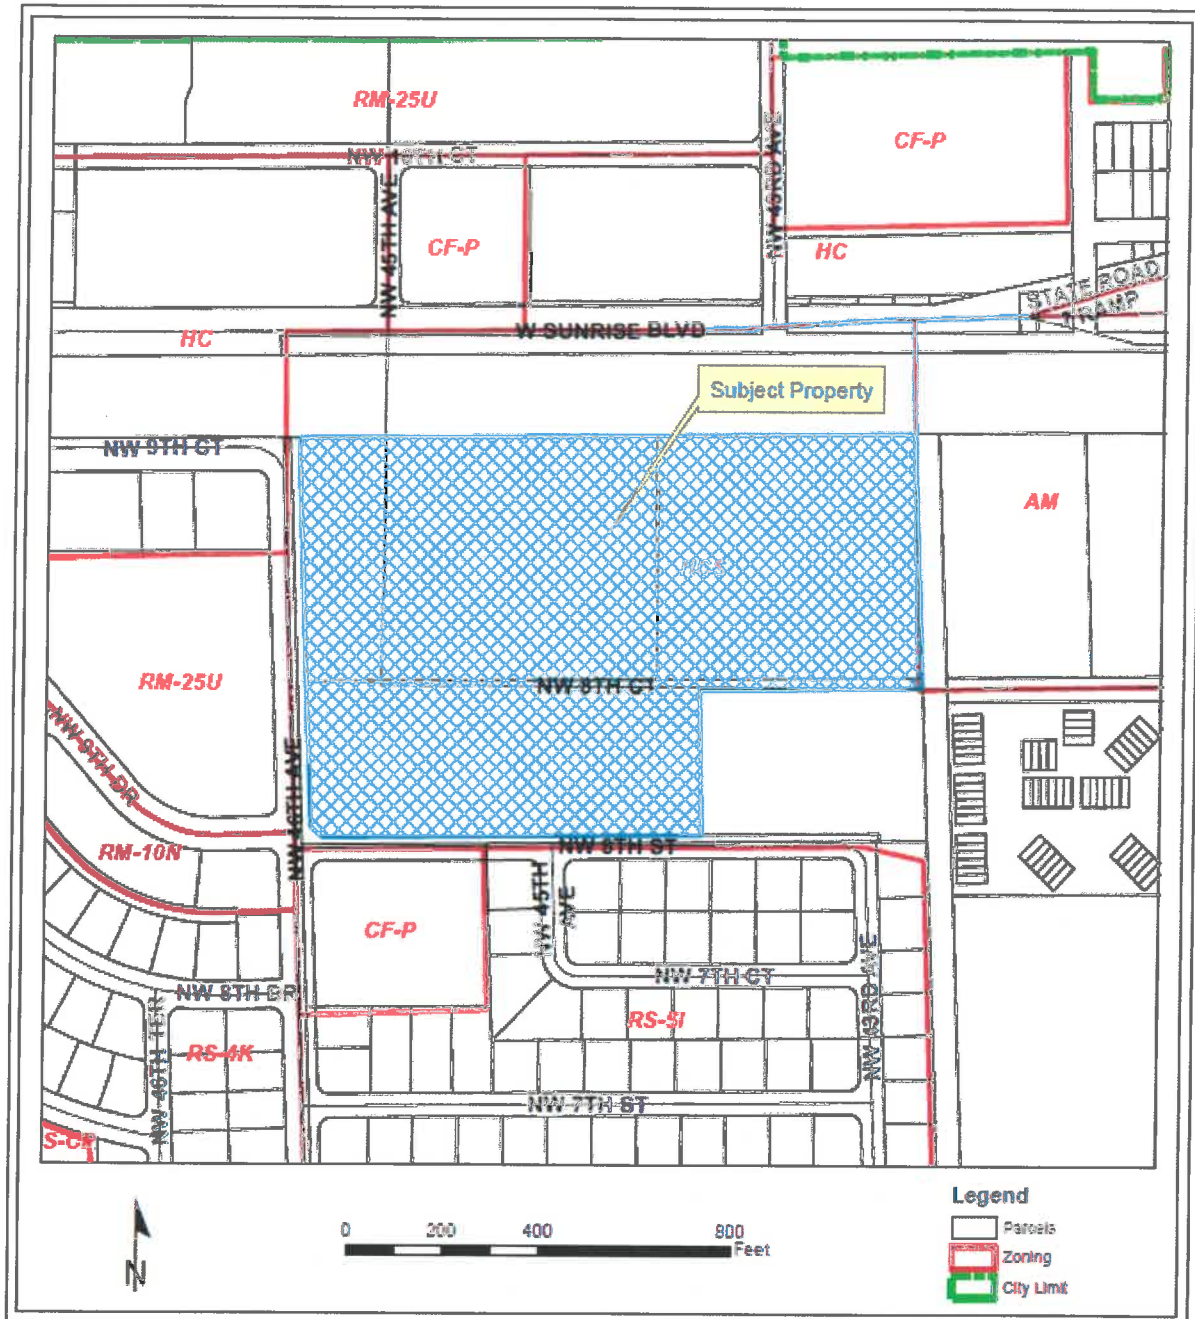 RM-25U
CF-P
NW 10TH CT
NW 45TH AVE
NW 43RD AVE
CF-P
HC
STATE ROAD
7 RAMP
W SUNRISE BLVD
HC
Subject Property
NW 9TH CT
AM
RM-25U
NW 8TH CT
NW 9TH DR
NW 46TH AVE
RM-10N
NW 8TH ST
NW 45TH
AVE
CF-P
NW 7TH CT
NW 8TH DR
NW 43RD AVE
RS-5I
NW 46TH TER
RS-4K
NW 7TH ST
N
0 200 400 800
Feet
Legend
Parcels
Zoning
City Limit